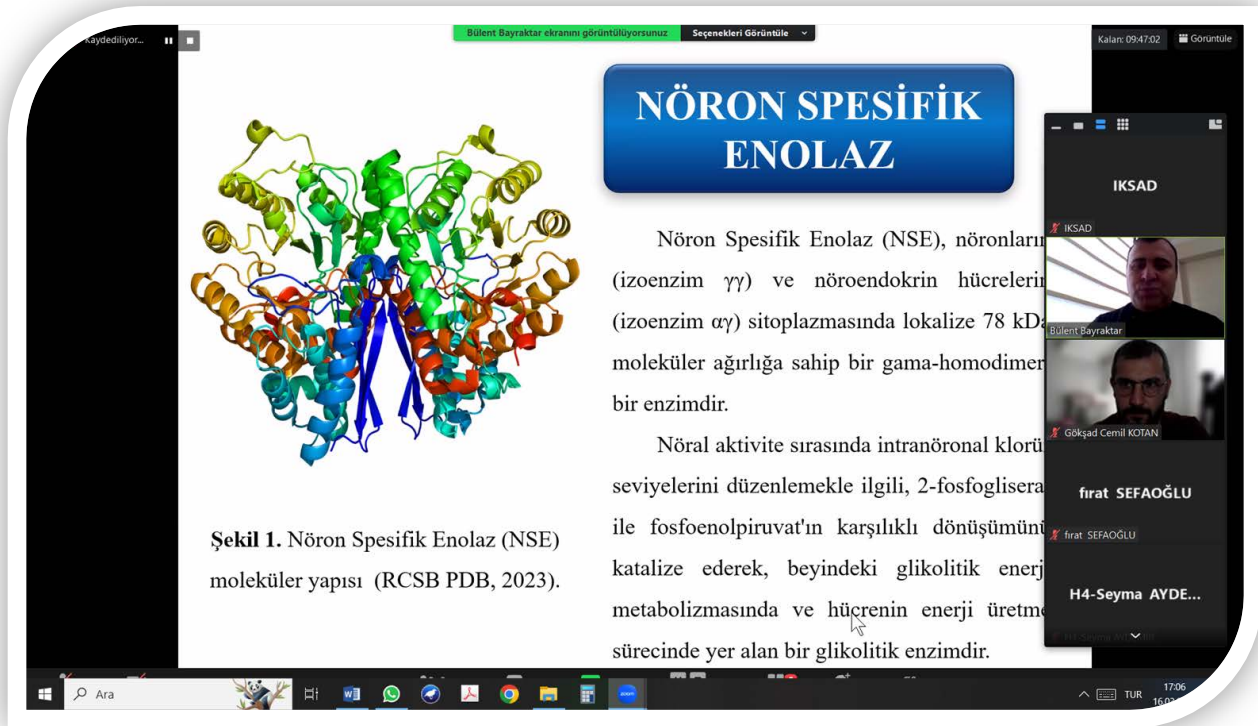 Kaydediliyor...
Bülent Bayraktar ekranını görüntülüyorsunuz
Seçenekleri Görüntüle
Kalan: 09:47:02
Görüntüle
NÖRON SPESİFİK
ENOLAZ
Nöron Spesifik Enolaz (NSE), nöronların
(izoenzim γγ) ve nöroendokrin hücrelerin
(izoenzim αγ) sitoplazmasında lokalize 78 kDa
moleküler ağırlığa sahip bir gama-homodimer
bir enzimdir.
Nöral aktivite sırasında intranöronal klorü
seviyelerini düzenlemekle ilgili, 2-fosfoglisera
ile fosfoenolpiruvat'ın karşılıklı dönüşümünü
katalize ederek, beyindeki glikolitik enerj
metabolizmasında ve hücrenin enerji üretme
sürecinde yer alan bir glikolitik enzimdir.
Şekil 1. Nöron Spesifik Enolaz (NSE)
moleküler yapısı (RCSB PDB, 2023).
IKSAD
IKSAD
Bülent Bayraktar
Gökşad Cemil KOTAN
fırat SEFAOĞLU
fırat SEFAOĞLU
H4-Seyma AYDE...
Ara
zoom
TUR
17:06